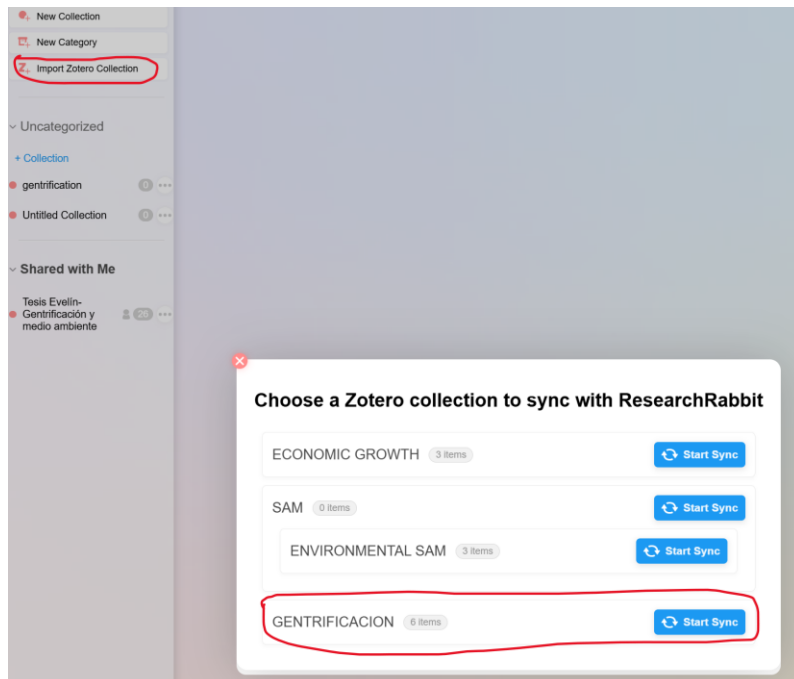 New Collection
New Category
Z+ Import Zotero Collection
Uncategorized
+ Collection
gentrification 0
Untitled Collection 0
Shared with Me
Tesis Evelín-
Gentrificación y 26
medio ambiente
Choose a Zotero collection to sync with ResearchRabbit
ECONOMIC GROWTH 3 items Start Sync
SAM 0 items Start Sync
ENVIRONMENTAL SAM 3 items Start Sync
GENTRIFICACION 6 items Start Sync